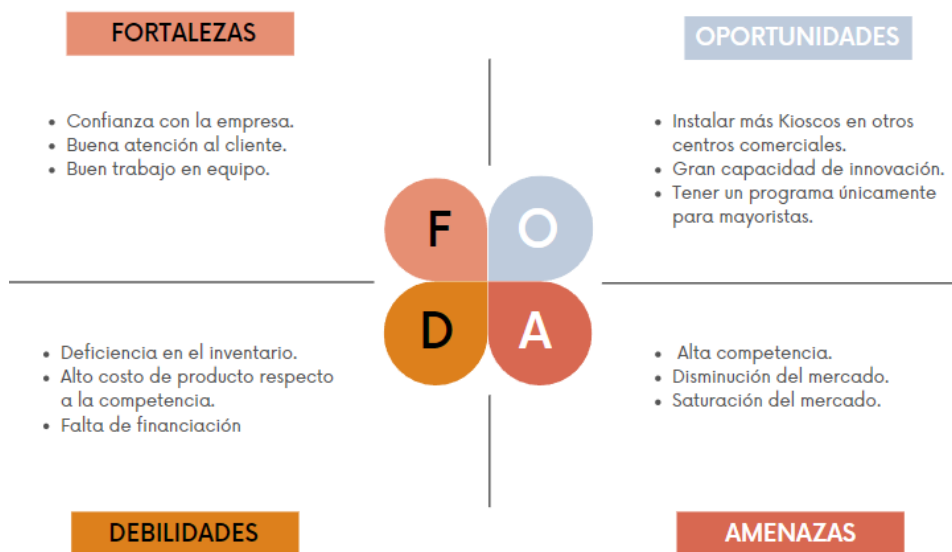 FORTALEZAS
• Confianza con la empresa.
• Buena atención al cliente.
• Buen trabajo en equipo.
OPORTUNIDADES
• Instalar más Kioscos en otros
centros comerciales.
• Gran capacidad de innovación.
• Tener un programa únicamente
para mayoristas.
F
O
D
A
• Deficiencia en el inventario.
• Alto costo de producto respecto
a la competencia.
• Falta de financiación
DEBILIDADES
• Alta competencia.
• Disminución del mercado.
• Saturación del mercado.
AMENAZAS